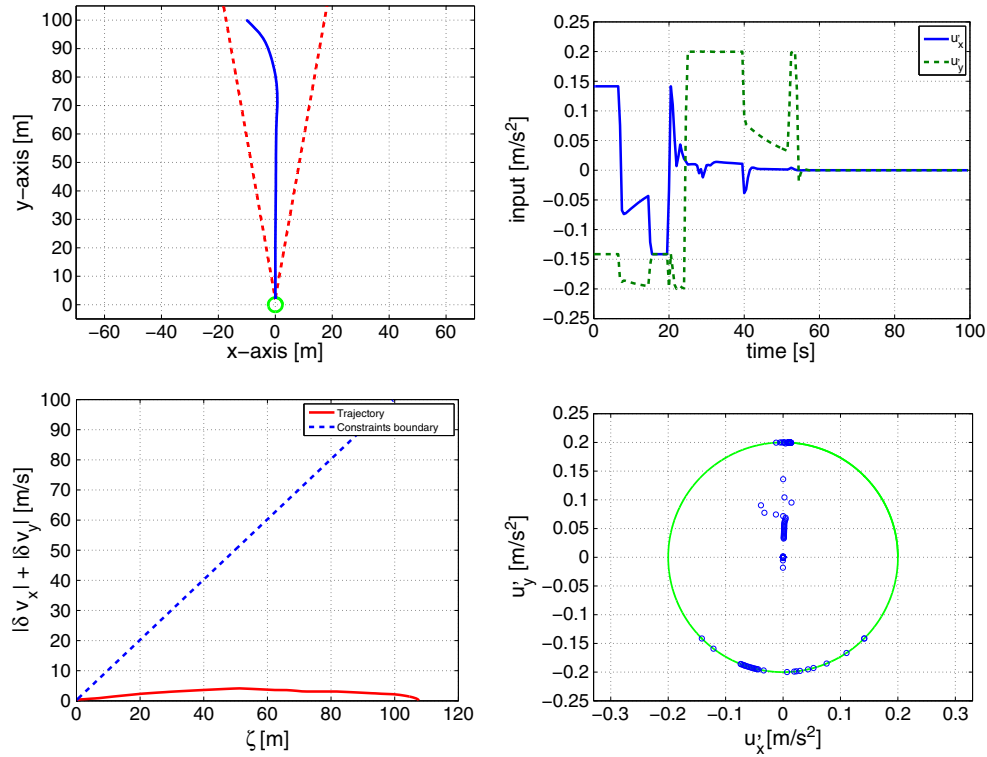 100
90
80
70
60
50
40
30
20
10
0
y−axis [m]
−60 −40 −20 0 20 40 60
x−axis [m]
0.25
0.2
0.15
0.1
0.05
0
−0.05
−0.1
−0.15
−0.2
−0.25
input [m/s²]
u'x
u'y
0 20 40 60 80 100
time [s]
100
90
80
70
60
50
40
30
20
10
0
|δ vx| + |δ vy| [m/s]
Trajectory
Constraints boundary
0 20 40 60 80 100 120
ζ [m]
0.25
0.2
0.15
0.1
0.05
0
−0.05
−0.1
−0.15
−0.2
−0.25
u'y [m/s²]
−0.3 −0.2 −0.1 0 0.1 0.2 0.3
u'x [m/s²]